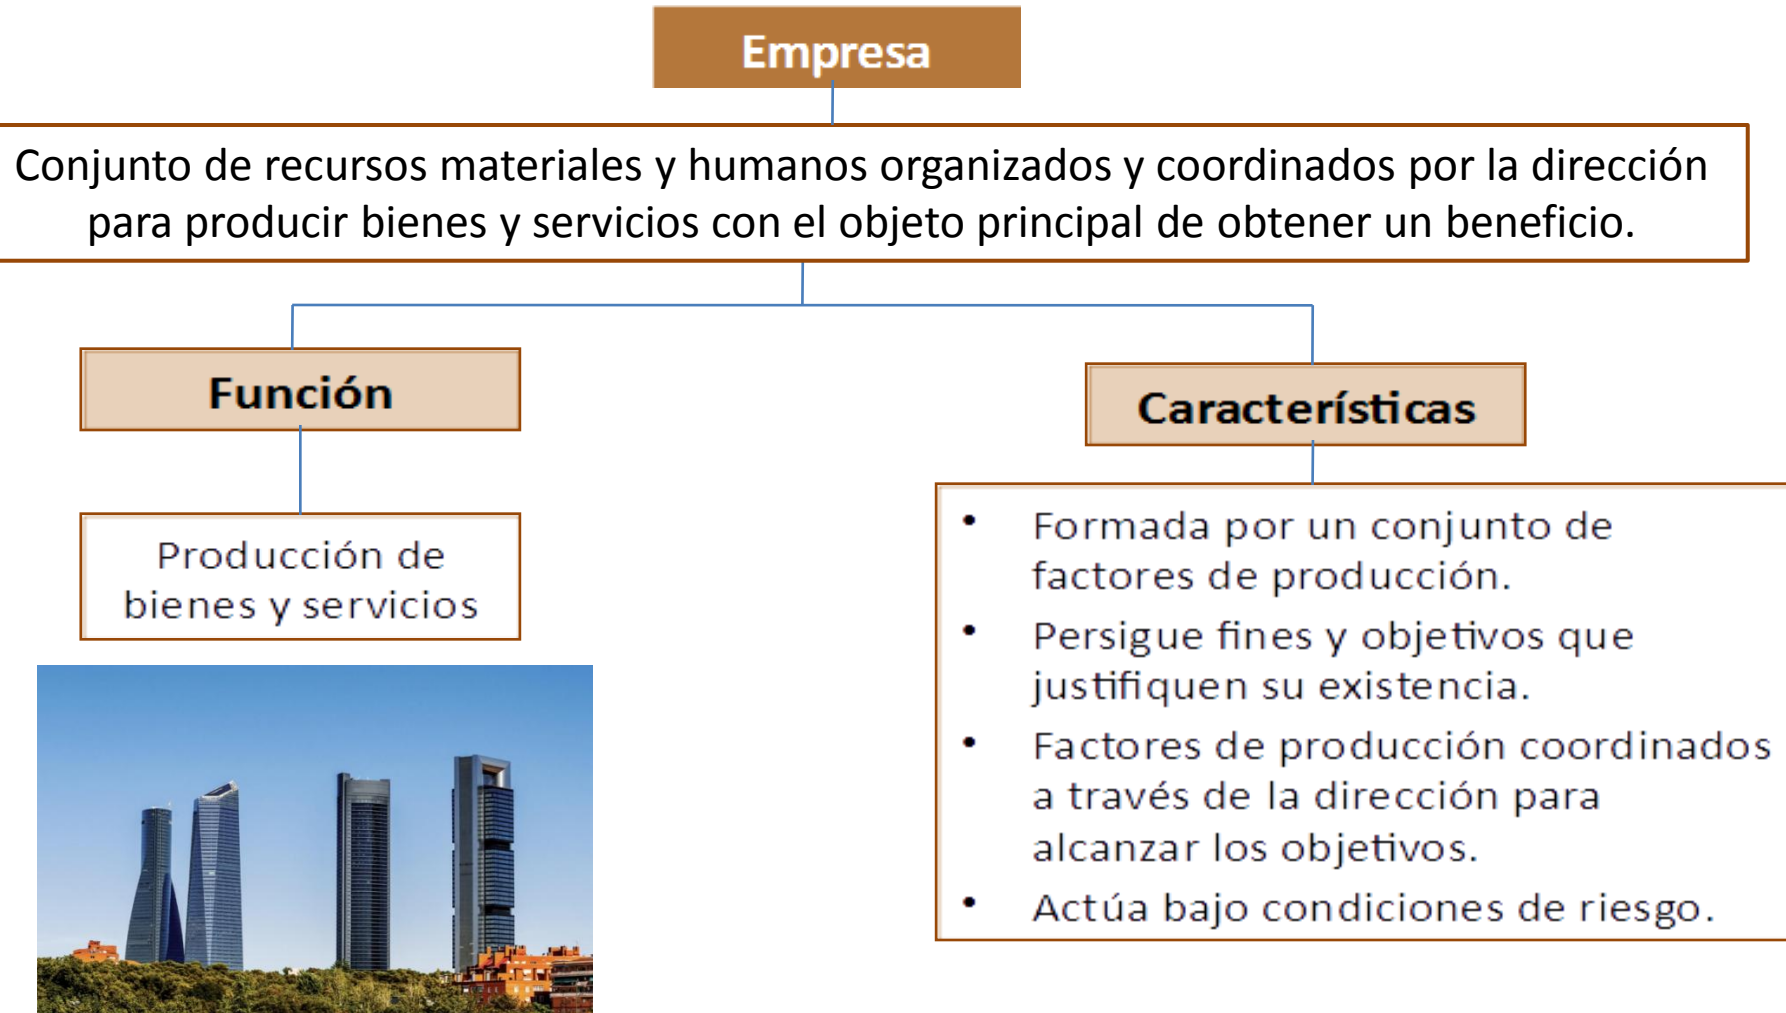 Empresa
Conjunto de recursos materiales y humanos organizados y coordinados por la dirección
para producir bienes y servicios con el objeto principal de obtener un beneficio.
Función
Producción de
bienes y servicios
Características
• Formada por un conjunto de
factores de producción.
• Persigue fines y objetivos que
justifiquen su existencia.
• Factores de producción coordinados
a través de la dirección para
alcanzar los objetivos.
• Actúa bajo condiciones de riesgo.